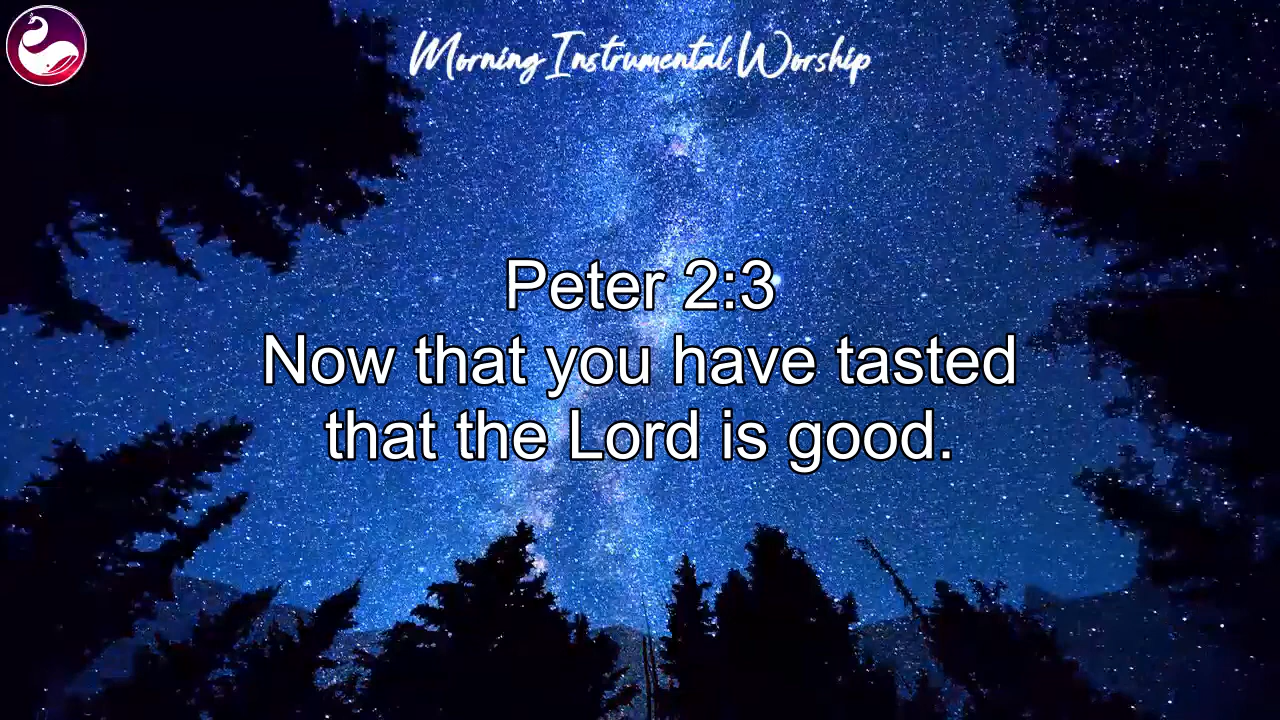 Morning Instrumental Worship
Peter 2:3
Now that you have tasted
that the Lord is good.